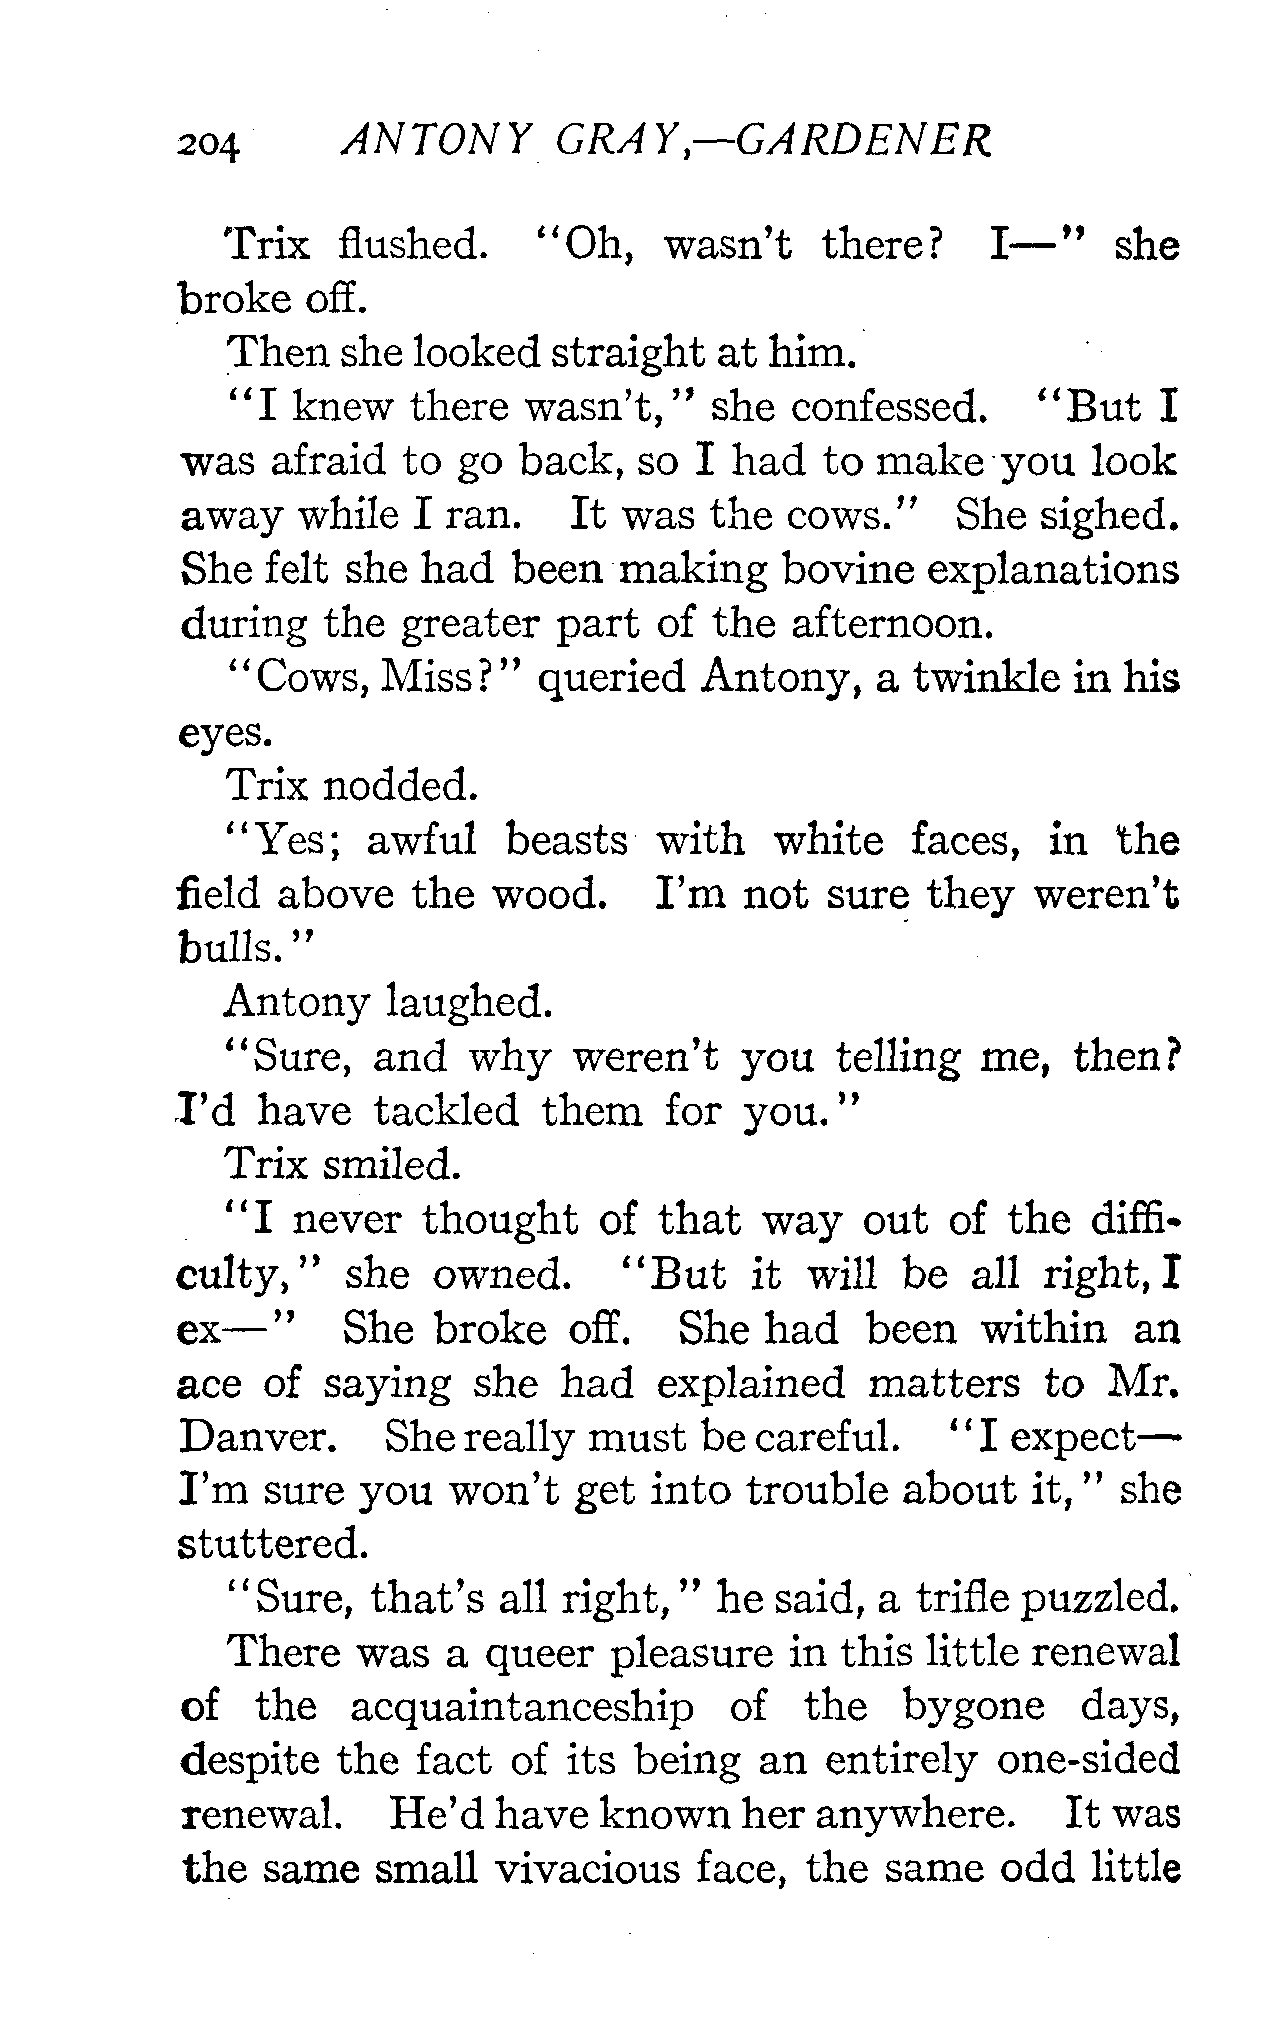 204 ANTONY GRAY,—GARDENER
Trix flushed. "Oh, wasn't there? I—" she
broke off.
Then she looked straight at him.
"I knew there wasn't," she confessed. "But I
was afraid to go back, so I had to make you look
away while I ran. It was the cows." She sighed.
She felt she had been making bovine explanations
during the greater part of the afternoon.
"Cows, Miss?" queried Antony, a twinkle in his
eyes.
Trix nodded.
"Yes; awful beasts with white faces, in the
field above the wood. I'm not sure they weren't
bulls."
Antony laughed.
"Sure, and why weren't you telling me, then?
I'd have tackled them for you."
Trix smiled.
"I never thought of that way out of the diffi-
culty," she owned. "But it will be all right, I
ex—" She broke off. She had been within an
ace of saying she had explained matters to Mr.
Danver. She really must be careful. "I expect—
I'm sure you won't get into trouble about it," she
stuttered.
"Sure, that's all right," he said, a trifle puzzled.
There was a queer pleasure in this little renewal
of the acquaintanceship of the bygone days,
despite the fact of its being an entirely one-sided
renewal. He'd have known her anywhere. It was
the same small vivacious face, the same odd little